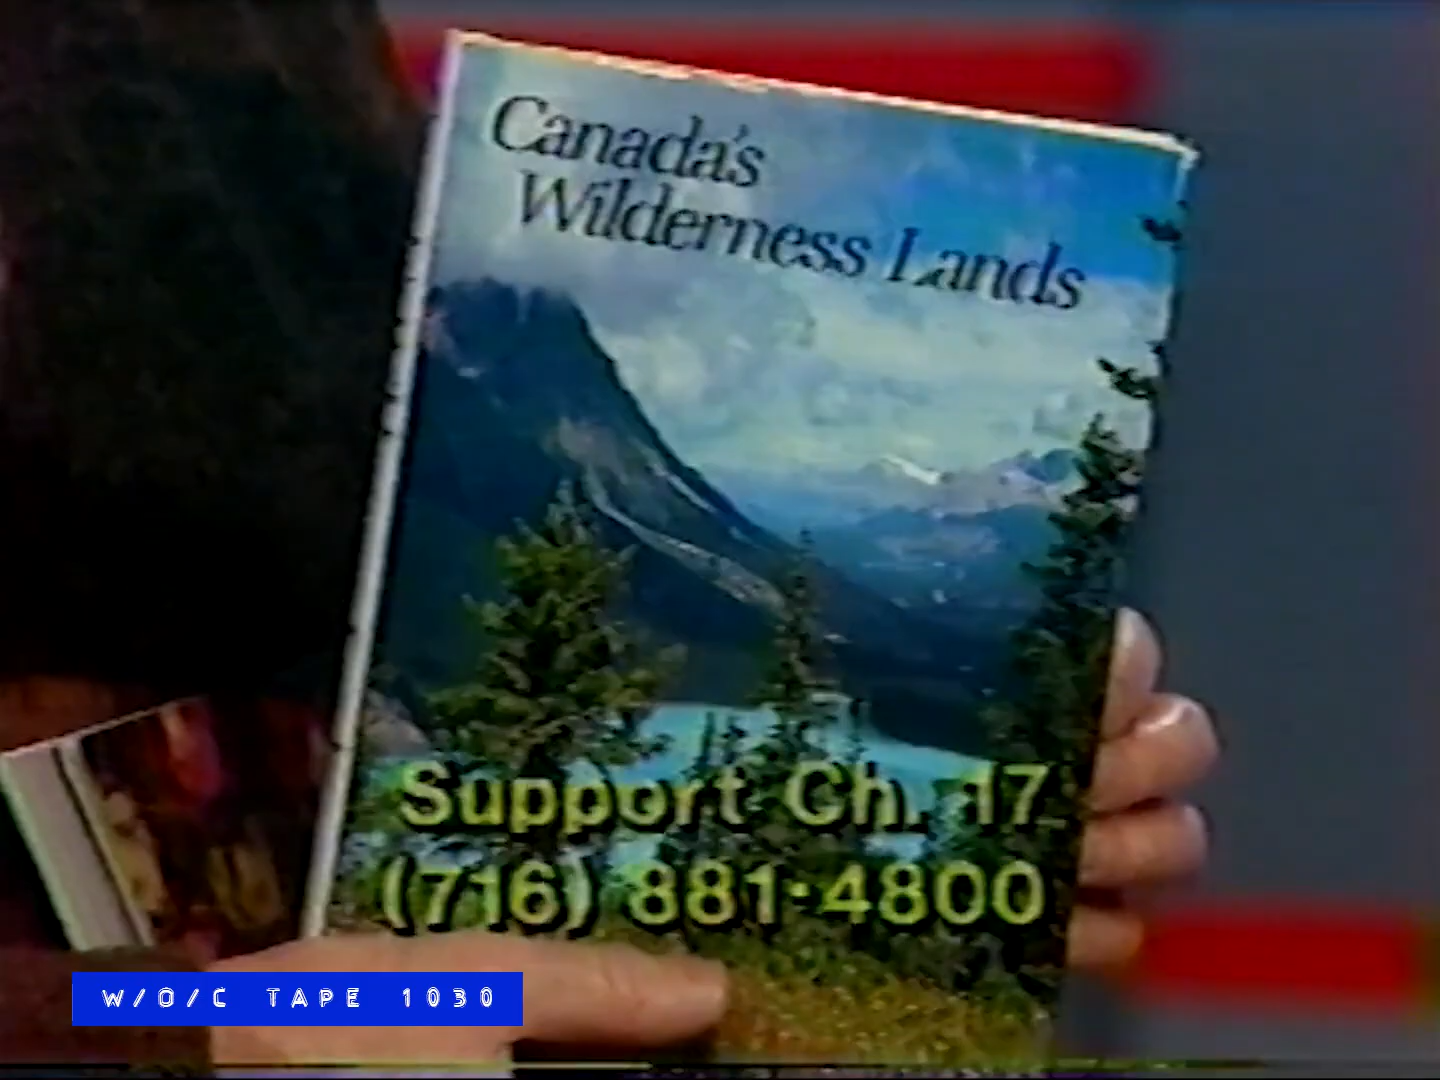 Canada's
Wilderness Lands
Support Ch. 17
(716) 881-4800
W/O/C TAPE 1030